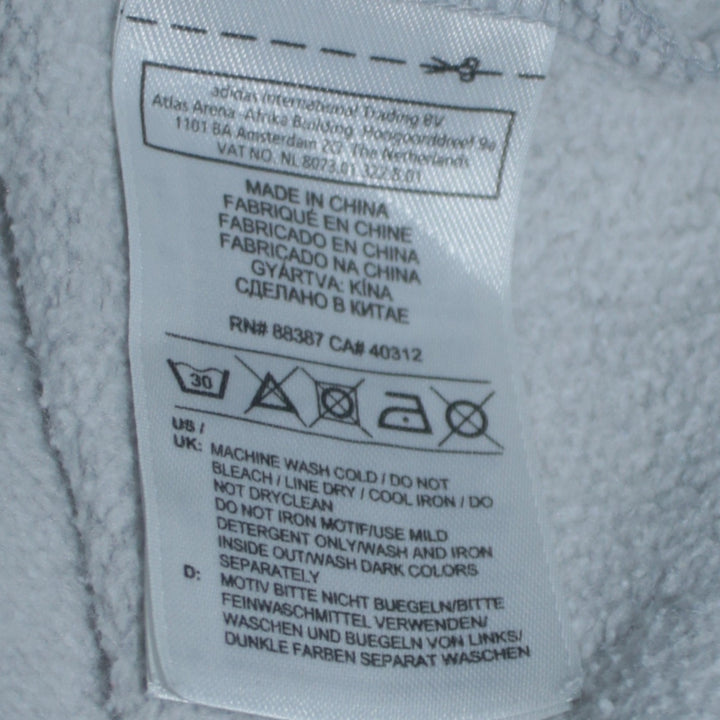 adidas International Trading BV
Atlas Arena -Afrika Building, Hoogoorddreef 9a
1101 BA Amsterdam ZO, The Netherlands
VAT NO. NL 8073.01.322.B.01
MADE IN CHINA
FABRIQUÉ EN CHINE
FABRICADO EN CHINA
FABRICADO NA CHINA
GYÁRTVA: KÍNA
СДЕЛАНО В КИТАЕ
RN# 88387 CA# 40312
30
US /
UK: MACHINE WASH COLD / DO NOT
BLEACH / LINE DRY / COOL IRON / DO
NOT DRYCLEAN
DO NOT IRON MOTIF/USE MILD
DETERGENT ONLY/WASH AND IRON
INSIDE OUT/WASH DARK COLORS
SEPARATELY
D: MOTIV BITTE NICHT BUEGELN/BITTE
FEINWASCHMITTEL VERWENDEN/
WASCHEN UND BUEGELN VON LINKS/
DUNKLE FARBEN SEPARAT WASCHEN